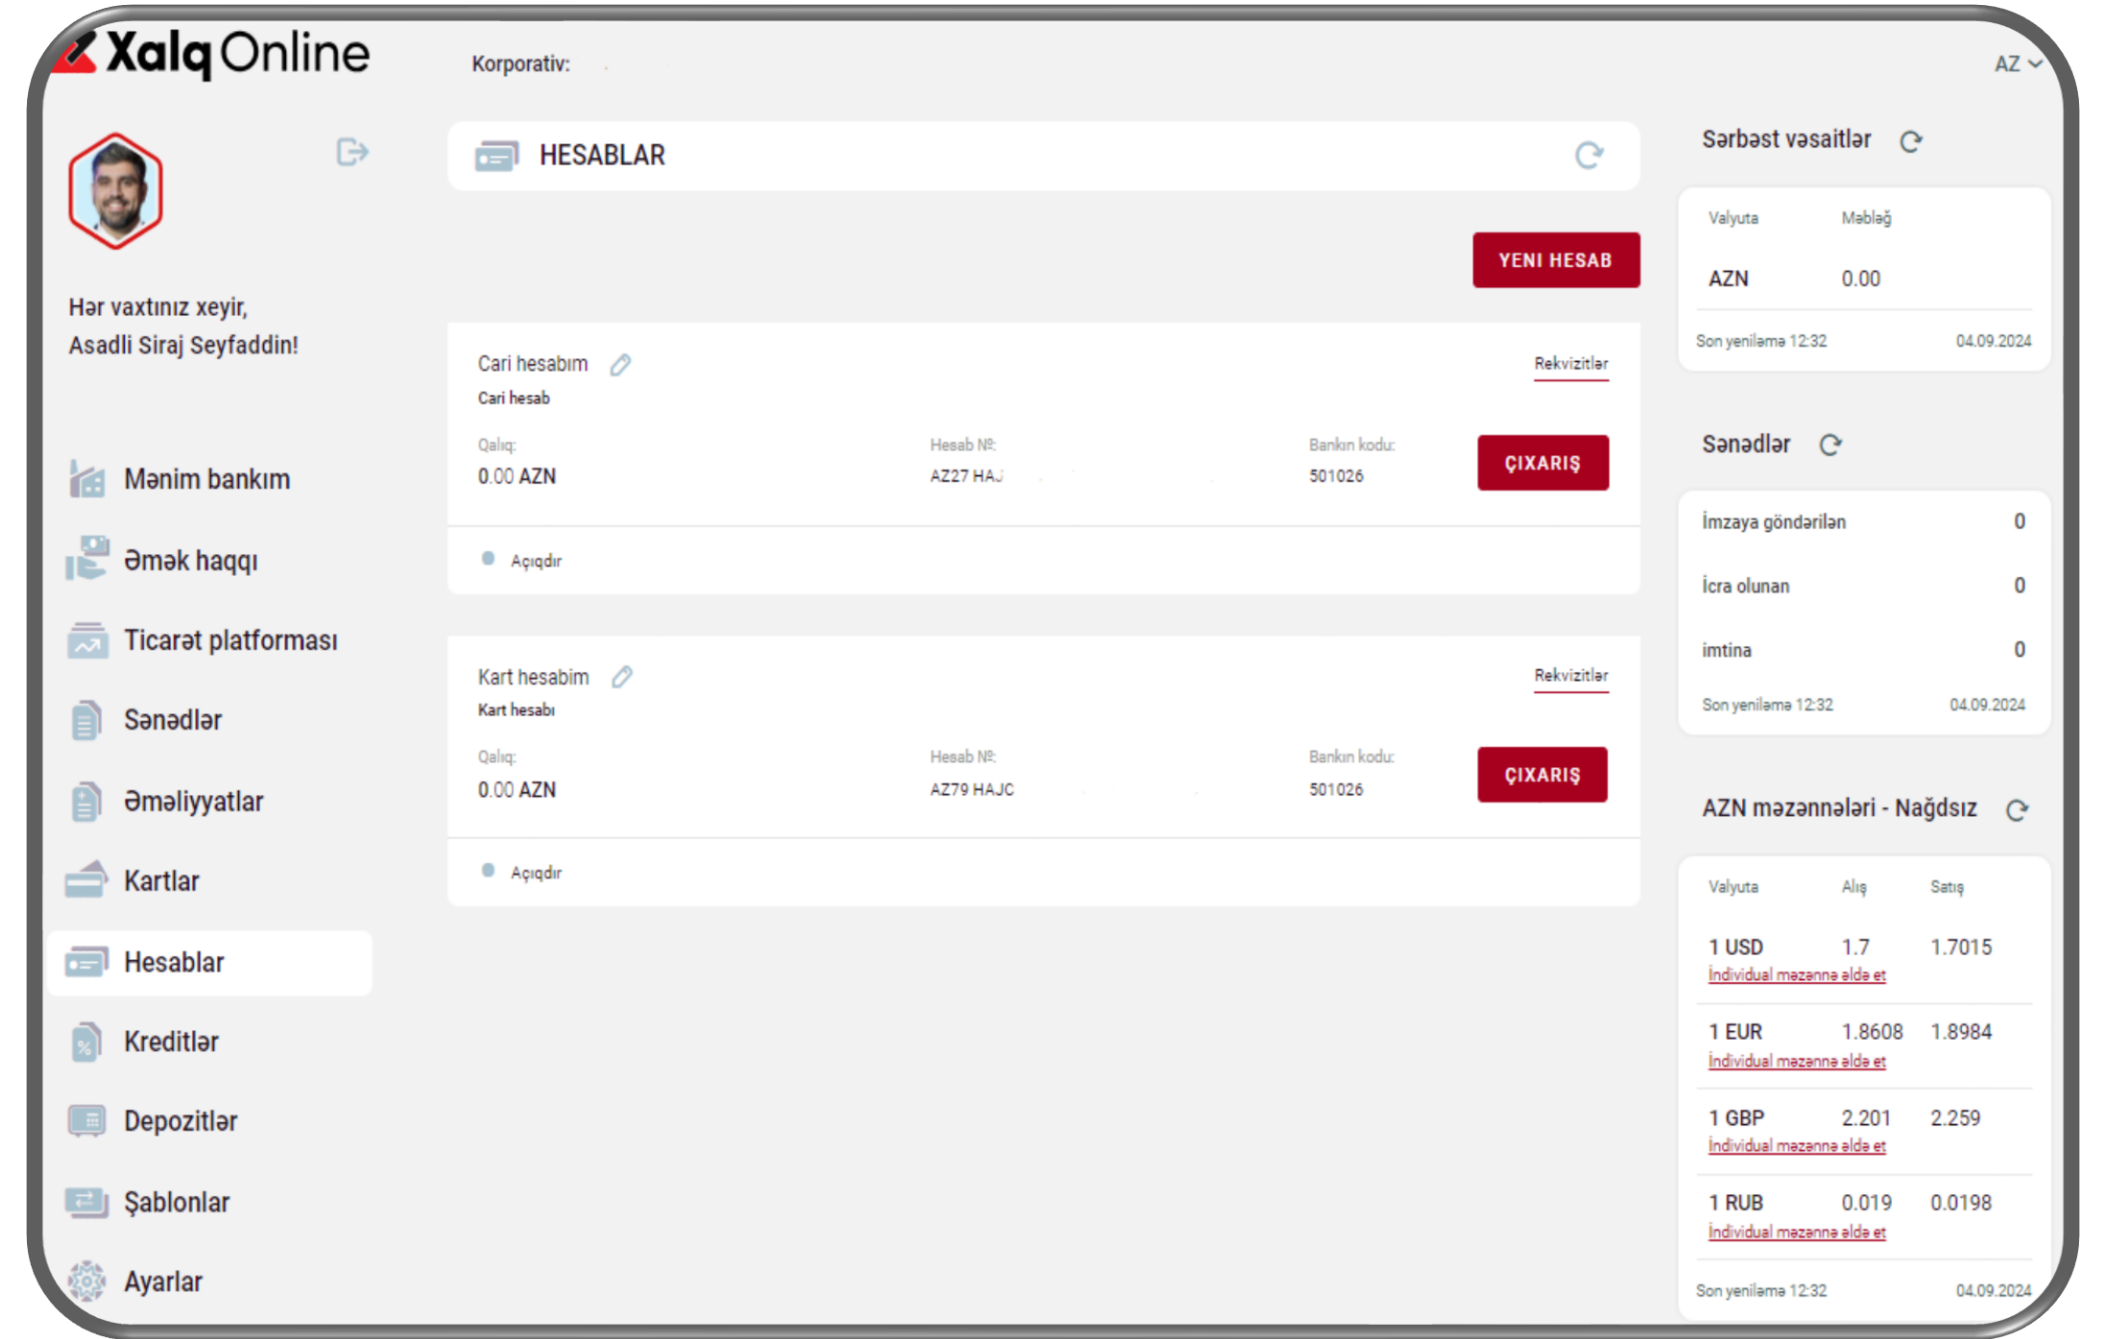 Xalq Online
Korporativ:
AZ
Hər vaxtınız xeyir,
Asadli Siraj Seyfaddin!
Mənim bankım
Əmək haqqı
Ticarət platforması
Sənədlər
Əməliyyatlar
Kartlar
Hesablar
Kreditlər
Depozitlər
Şablonlar
Ayarlar
HESABLAR
YENI HESAB
Cari hesabım
Rekvizitlər
Cari hesab
Qalıq: Hesab №: Bankın kodu:
0.00 AZN AZ27 HAJ 501026
ÇIXARIŞ
Açıqdır
Kart hesabim
Rekvizitlər
Kart hesabı
Qalıq: Hesab №: Bankın kodu:
0.00 AZN AZ79 HAJC 501026
ÇIXARIŞ
Açıqdır
Sərbəst vəsaitlər
Valyuta Məbləğ
AZN 0.00
Son yeniləmə 12:32 04.09.2024
Sənədlər
İmzaya göndərilən 0
İcra olunan 0
imtina 0
Son yeniləmə 12:32 04.09.2024
AZN məzənnələri - Nağdsız
Valyuta Alış Satış
1 USD 1.7 1.7015
İndividual məzənnə əldə et
1 EUR 1.8608 1.8984
İndividual məzənnə əldə et
1 GBP 2.201 2.259
İndividual məzənnə əldə et
1 RUB 0.019 0.0198
İndividual məzənnə əldə et
Son yeniləmə 12:32 04.09.2024